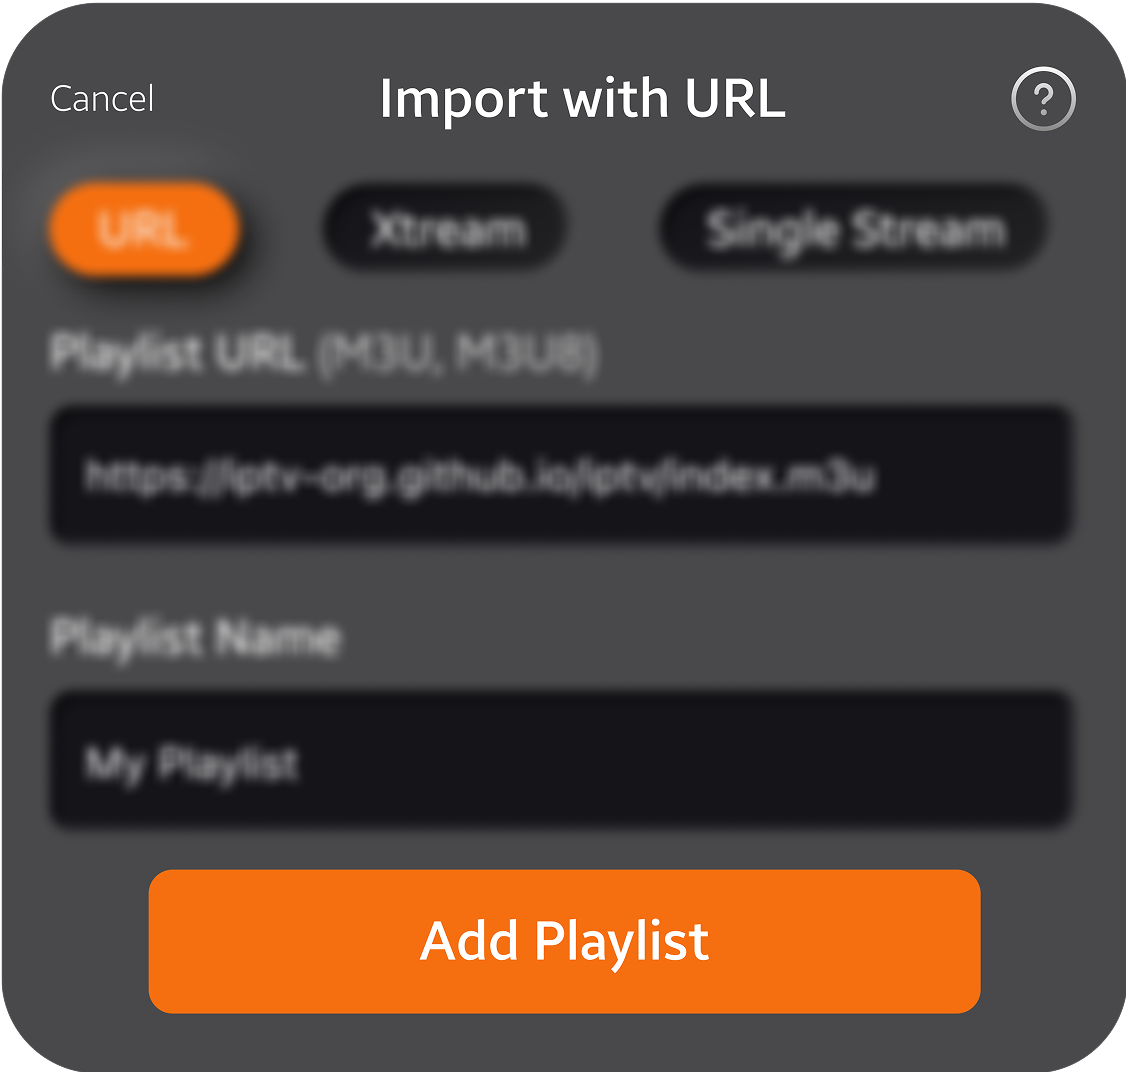 Cancel Import with URL ?
URL Xtream Single Stream
Playlist URL (M3U, M3U8)
https://iptv-org.github.io/iptv/index.m3u
Playlist Name
My Playlist
Add Playlist